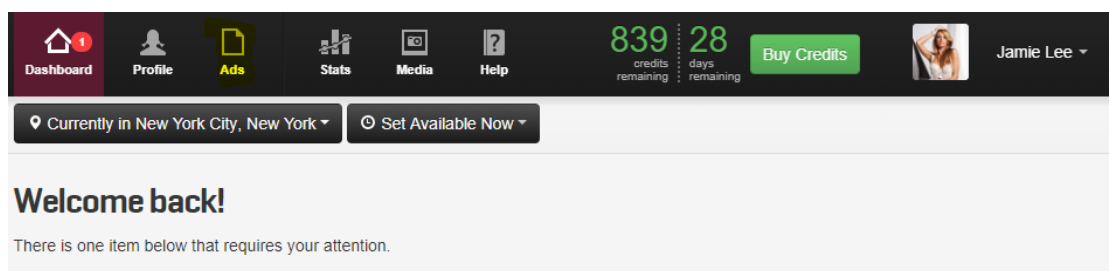 1
Dashboard
Profile
Ads
Stats
Media
Help
839 credits remaining
28 days remaining
Buy Credits
Jamie Lee
Currently in New York City, New York
Set Available Now
Welcome back!
There is one item below that requires your attention.